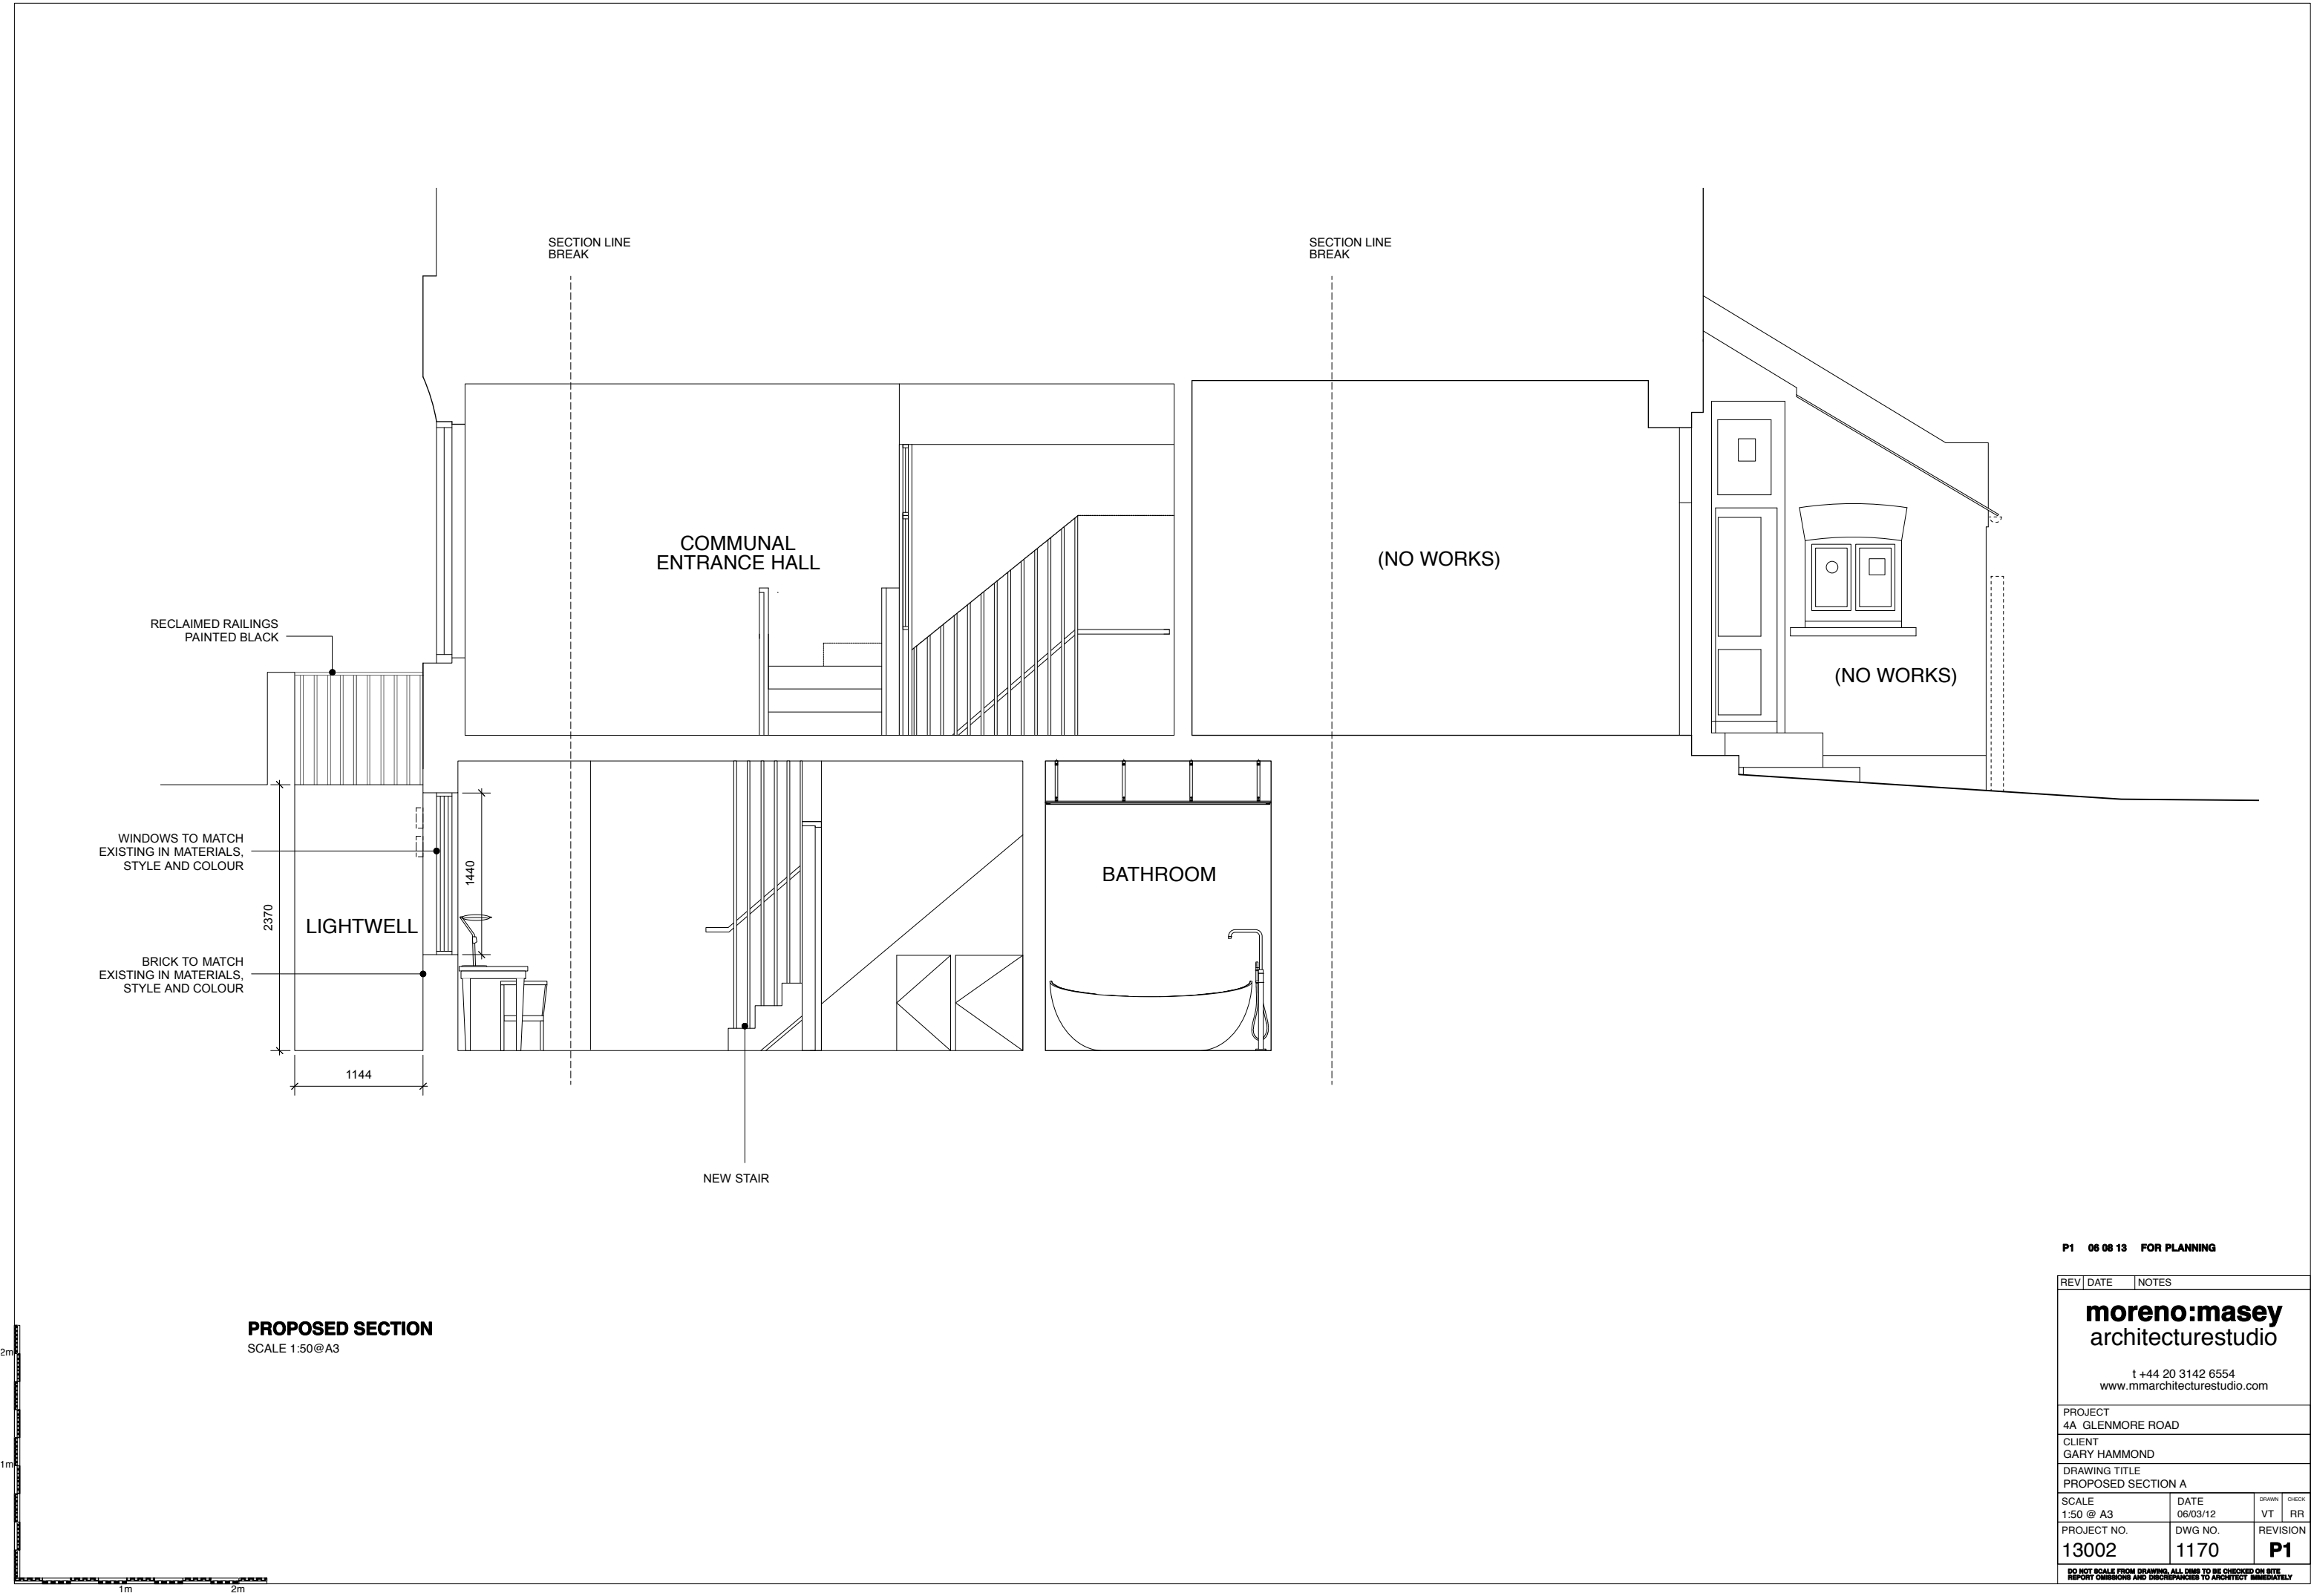 SECTION LINE
BREAK
SECTION LINE
BREAK
COMMUNAL
ENTRANCE HALL
(NO WORKS)
RECLAIMED RAILINGS
PAINTED BLACK
(NO WORKS)
WINDOWS TO MATCH
EXISTING IN MATERIALS,
STYLE AND COLOUR
1440
BATHROOM
2370
LIGHTWELL
BRICK TO MATCH
EXISTING IN MATERIALS,
STYLE AND COLOUR
1144
NEW STAIR
P1 06 08 13 FOR PLANNING
REV DATE NOTES
moreno:masey
architecturestudio
t +44 20 3142 6554
www.mmarchitecturestudio.com
PROPOSED SECTION
SCALE 1:50@A3
2m
1m
1m
2m
PROJECT
4A GLENMORE ROAD
CLIENT
GARY HAMMOND
DRAWING TITLE
PROPOSED SECTION A
SCALE DATE DRAWN CHECK
1:50 @ A3 06/03/12 VT RR
PROJECT NO. DWG NO. REVISION
13002 1170 P1
DO NOT SCALE FROM DRAWING, ALL DIMS TO BE CHECKED ON SITE
REPORT OMISSIONS AND DISCREPANCIES TO ARCHITECT IMMEDIATELY